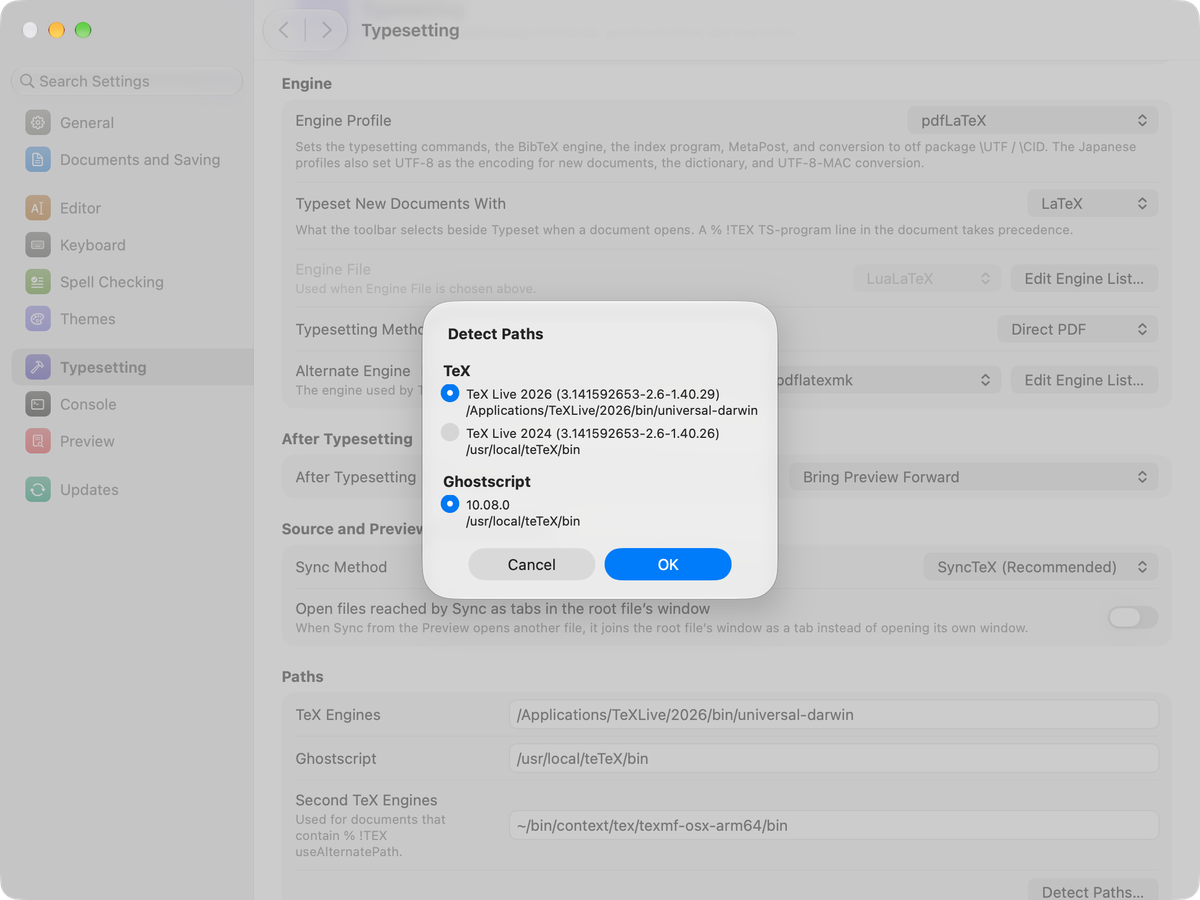 Typesetting
Search Settings
General
Documents and Saving
Editor
Keyboard
Spell Checking
Themes
Typesetting
Console
Preview
Updates
Engine
Engine Profile
pdfLaTeX
Sets the typesetting commands, the BibTeX engine, the index program, MetaPost, and conversion to otf package \UTF / \CID. The Japanese
profiles also set UTF-8 as the encoding for new documents, the dictionary, and UTF-8-MAC conversion.
Typeset New Documents With
LaTeX
What the toolbar selects beside Typeset when a document opens. A % !TEX TS-program line in the document takes precedence.
Engine File
Used when Engine File is chosen above.
LuaLaTeX
Edit Engine List...
Typesetting Metho
Direct PDF
Alternate Engine
The engine used by T
pdflatexmk
Edit Engine List...
Detect Paths
TeX
TeX Live 2026 (3.141592653-2.6-1.40.29)
/Applications/TeXLive/2026/bin/universal-darwin
TeX Live 2024 (3.141592653-2.6-1.40.26)
/usr/local/teTeX/bin
Ghostscript
10.08.0
/usr/local/teTeX/bin
Cancel
OK
After Typesetting
After Typesetting
Bring Preview Forward
Source and Preview
Sync Method
SyncTeX (Recommended)
Open files reached by Sync as tabs in the root file's window
When Sync from the Preview opens another file, it joins the root file's window as a tab instead of opening its own window.
Paths
TeX Engines
/Applications/TeXLive/2026/bin/universal-darwin
Ghostscript
/usr/local/teTeX/bin
Second TeX Engines
Used for documents that
contain % !TEX
useAlternatePath.
~/bin/context/tex/texmf-osx-arm64/bin
Detect Paths...